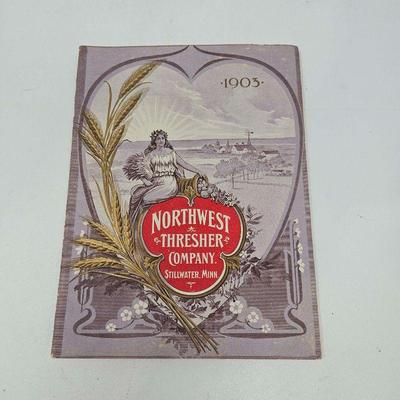 ·1903·
NORTHWEST
THRESHER
COMPANY.
STILLWATER, MINN.